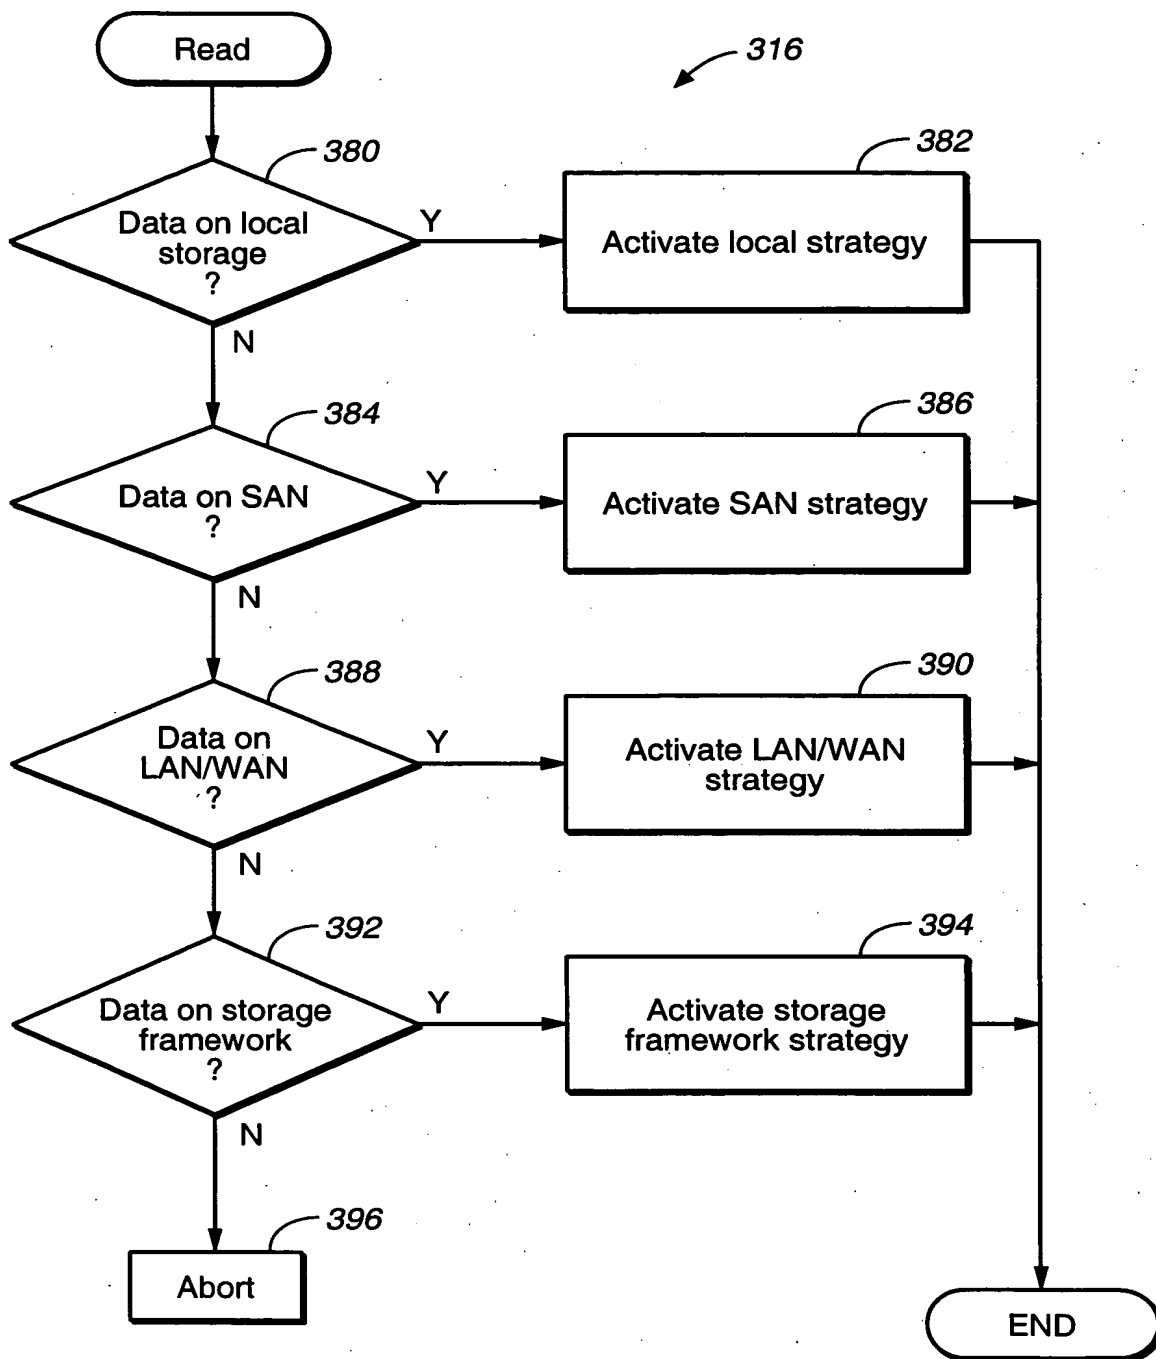 Read
316
380
382
Data on local
storage
?
Y
Activate local strategy
N
384
386
Data on SAN
?
Y
Activate SAN strategy
N
388
390
Data on
LAN/WAN
?
Y
Activate LAN/WAN
strategy
N
392
394
Data on storage
framework
?
Y
Activate storage
framework strategy
N
396
Abort
END